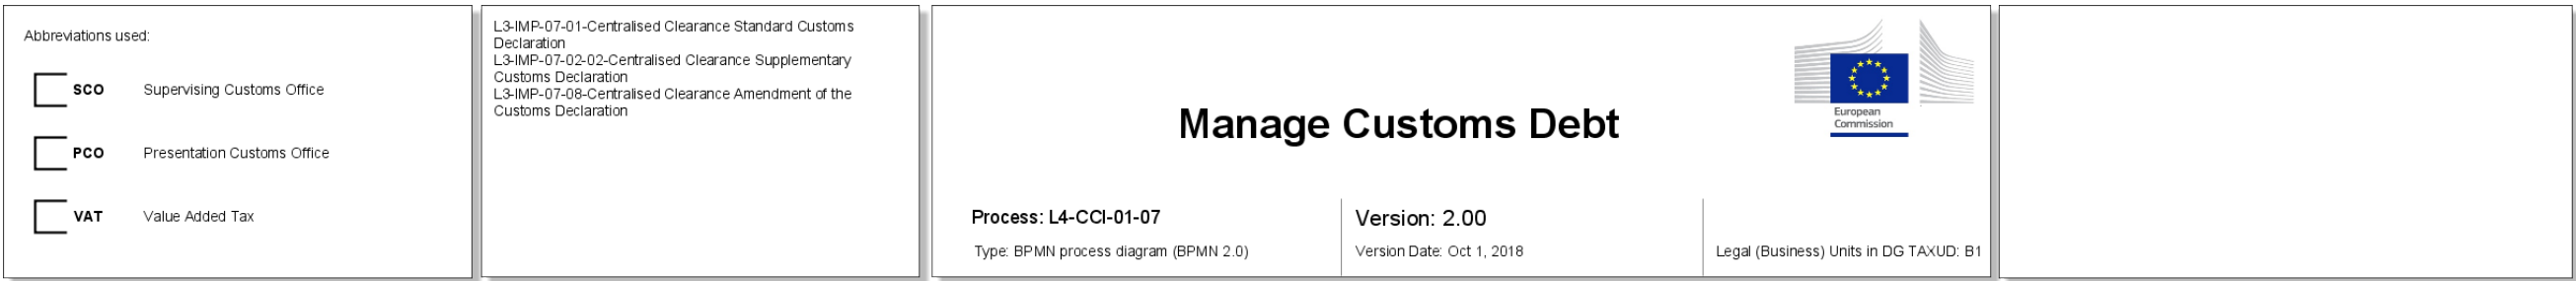 Abbreviations used:
SCO Supervising Customs Office
PCO Presentation Customs Office
VAT Value Added Tax
L3-IMP-07-01-Centralised Clearance Standard Customs
Declaration
L3-IMP-07-02-02-Centralised Clearance Supplementary
Customs Declaration
L3-IMP-07-08-Centralised Clearance Amendment of the
Customs Declaration
Manage Customs Debt
European
Commission
Process: L4-CCI-01-07
Type: BPMN process diagram (BPMN 2.0)
Version: 2.00
Version Date: Oct 1, 2018
Legal (Business) Units in DG TAXUD: B1